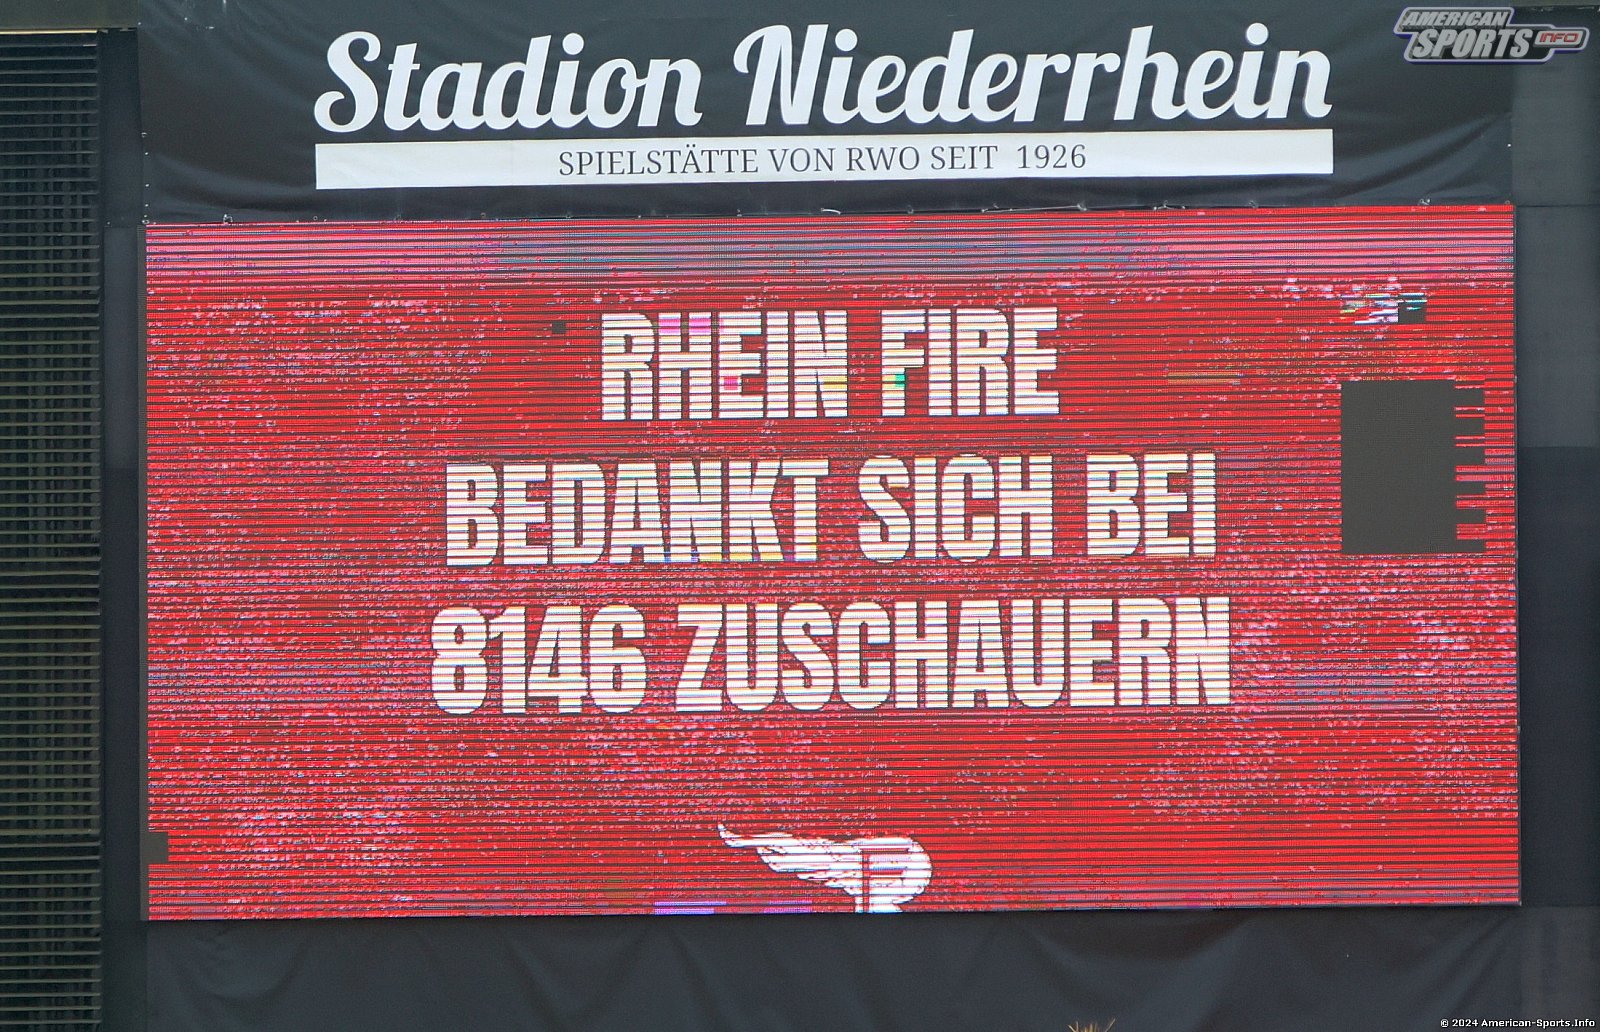 AMERICAN
SPORTS INFO
Stadion Niederrhein
SPIELSTÄTTE VON RWO SEIT 1926
RHEIN FIRE
BEDANKT SICH BEI
8146 ZUSCHAUERN
F
© 2024 American-Sports.Info